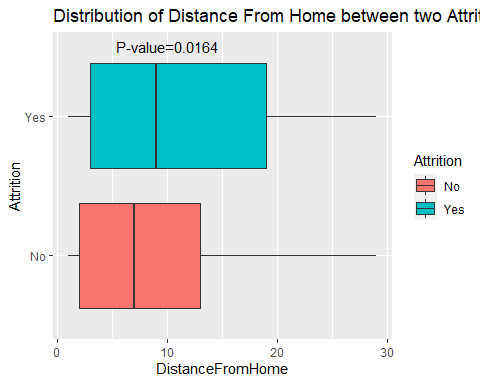 Distribution of Distance From Home between two Attrit
P-value=0.0164
Yes
No
Attrition
0
10
20
30
DistanceFromHome
Attrition
No
Yes